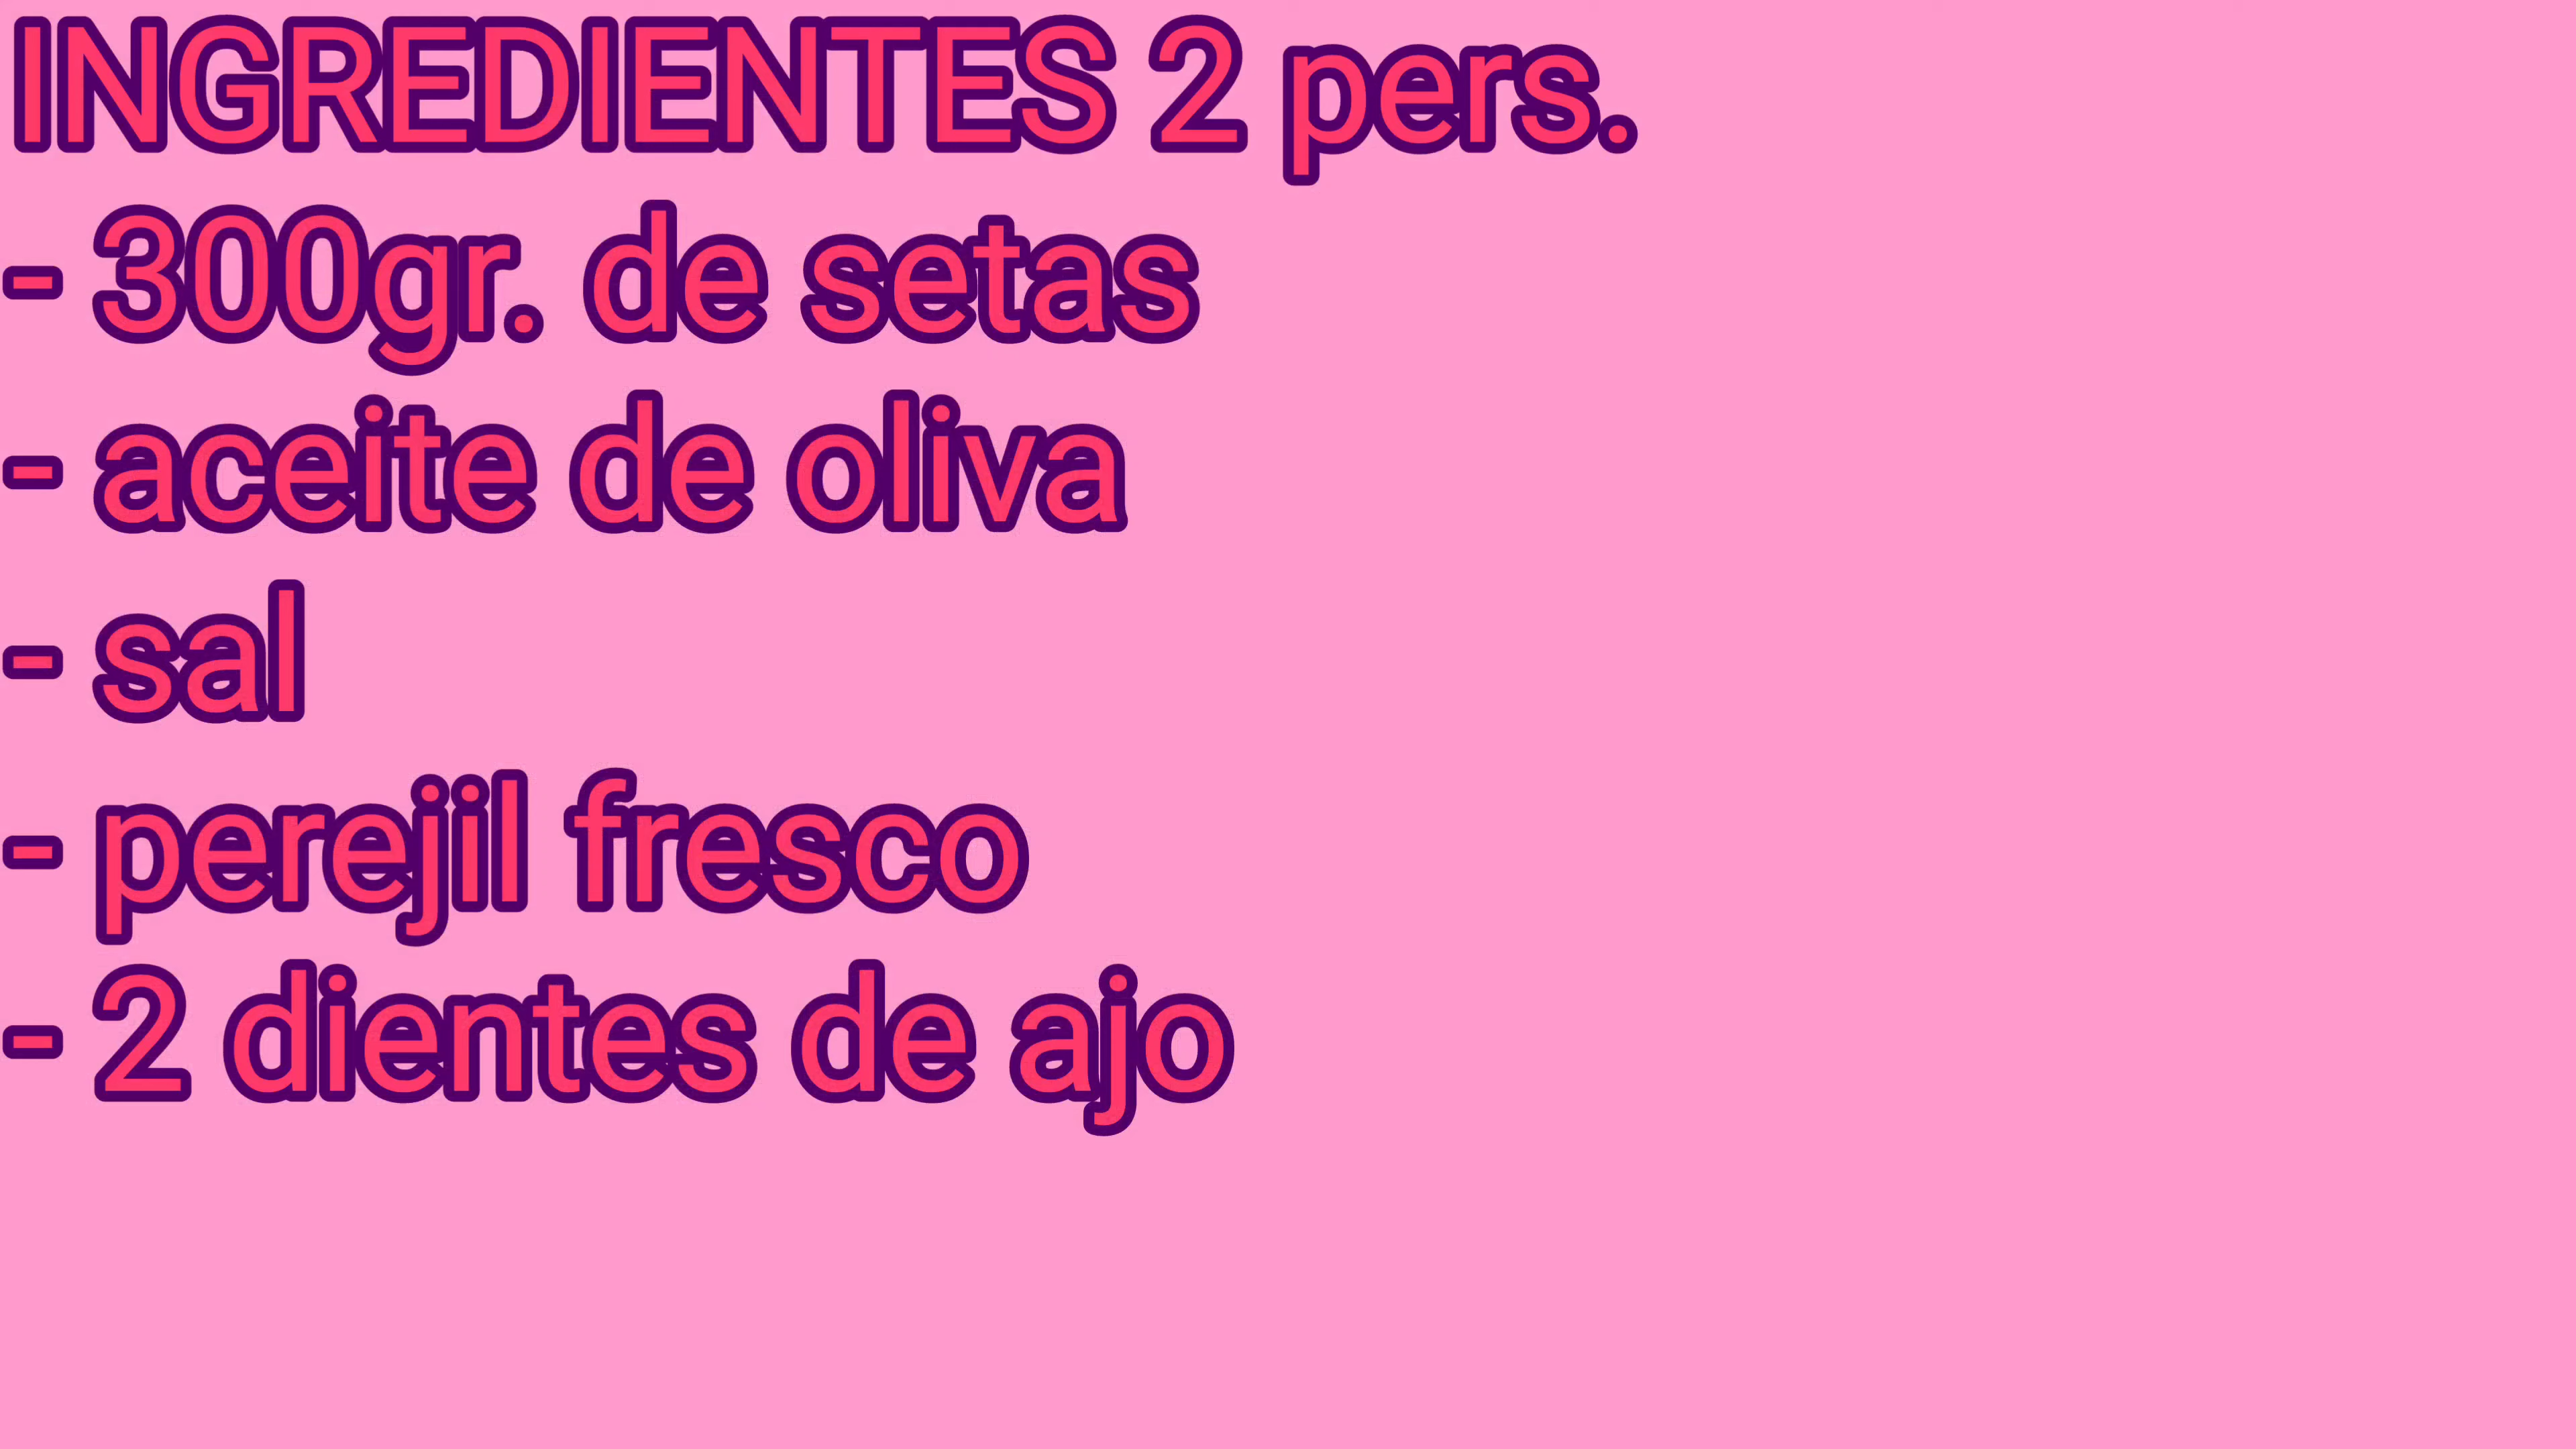 INGREDIENTES 2 pers.
- 300gr. de setas
- aceite de oliva
- sal
- perejil fresco
- 2 dientes de ajo